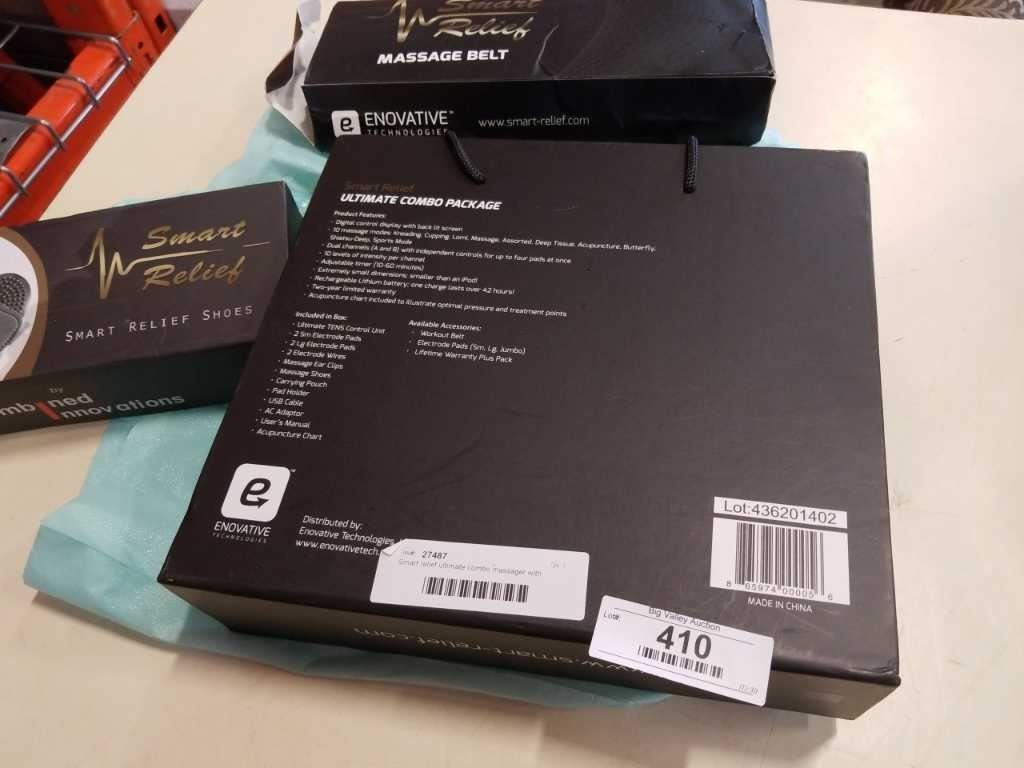 Smart
Relief
MASSAGE BELT
e
ENOVATIVE™
TECHNOLOGIES
www.smart-relief.com
Smart
Relief
SMART RELIEF SHOES
by
mbined
Innovations
Smart Relief
ULTIMATE COMBO PACKAGE
Product Features:
- Digital control display with back lit screen
- 10 massage modes: Kneading, Cupping, Lomi, Massage, Assorted, Deep Tissue, Acupuncture, Butterfly,
Shiatsu-Deep, Sports Mode
- Dual channels (A and B) with independent controls for up to four pads at once
- 10 levels of intensity per channel
- Adjustable timer (10-60 minutes)
- Extremely small dimensions; smaller than an iPod!
- Rechargeable Lithium battery: one charge lasts over 42 hours!
- Two-year limited warranty
- Acupuncture chart included to illustrate optimal pressure and treatment points
Included in Box:
- Ultimate TENS Control Unit
- 2 Sm Electrode Pads
- 2 Lg Electrode Pads
- 2 Electrode Wires
- Massage Ear Clips
- Massage Shoes
- Carrying Pouch
- Pad Holder
- USB Cable
- AC Adaptor
- User's Manual
- Acupuncture Chart
Available Accessories:
- Workout Belt
- Electrode Pads (Sm, Lg, Jumbo)
- Lifetime Warranty Plus Pack
e
ENOVATIVE
TECHNOLOGIES
Distributed by:
Enovative Technologies,
www.enovativetech.
27487
Smart relief ultimate combo massager with
Lot:436201402
8 65974 00005 6
MADE IN CHINA
Big Valley Auction
Lot#:
410
www.smart-relief.com